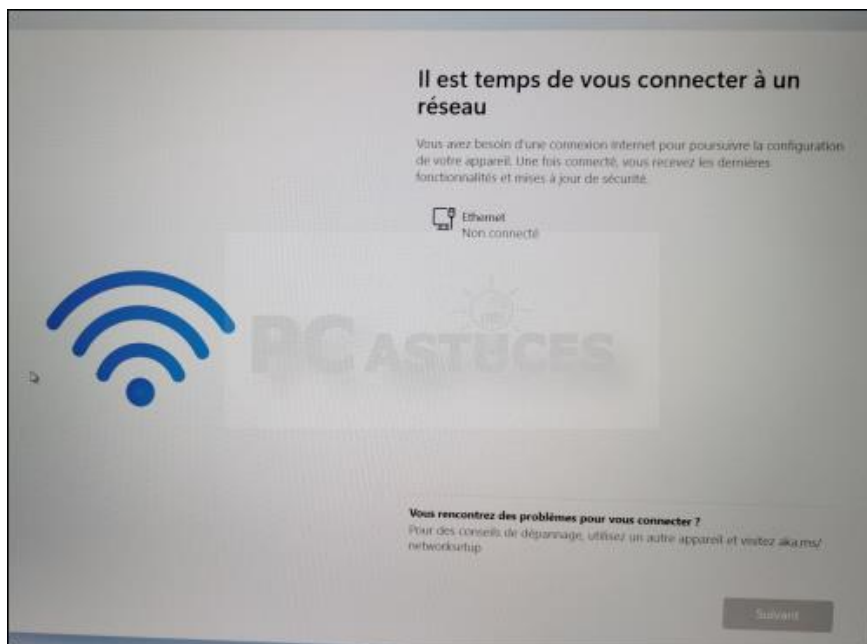 Il est temps de vous connecter à un
réseau
Vous avez besoin d'une connexion Internet pour poursuivre la configuration
de votre appareil. Une fois connecté, vous recevez les dernières
fonctionnalités et mises à jour de sécurité.
Ethernet
Non connecté
PC ASTUCES
Vous rencontrez des problèmes pour vous connecter ?
Pour des conseils de dépannage, utilisez un autre appareil et visitez aka.ms/
networksetup
Suivant